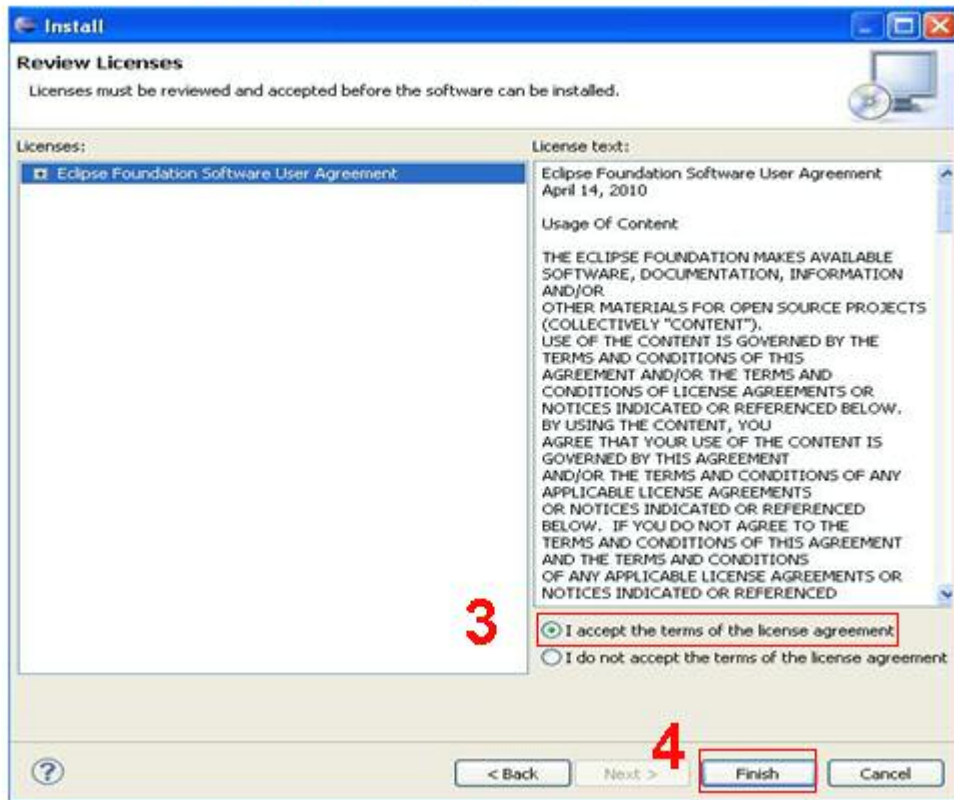 Install
Review Licenses
Licenses must be reviewed and accepted before the software can be installed.
Licenses:
Eclipse Foundation Software User Agreement
License text:
Eclipse Foundation Software User Agreement
April 14, 2010
Usage Of Content
THE ECLIPSE FOUNDATION MAKES AVAILABLE
SOFTWARE, DOCUMENTATION, INFORMATION
AND/OR
OTHER MATERIALS FOR OPEN SOURCE PROJECTS
(COLLECTIVELY "CONTENT").
USE OF THE CONTENT IS GOVERNED BY THE
TERMS AND CONDITIONS OF THIS
AGREEMENT AND/OR THE TERMS AND
CONDITIONS OF LICENSE AGREEMENTS OR
NOTICES INDICATED OR REFERENCED BELOW.
BY USING THE CONTENT, YOU
AGREE THAT YOUR USE OF THE CONTENT IS
GOVERNED BY THIS AGREEMENT
AND/OR THE TERMS AND CONDITIONS OF ANY
APPLICABLE LICENSE AGREEMENTS
OR NOTICES INDICATED OR REFERENCED
BELOW. IF YOU DO NOT AGREE TO THE
TERMS AND CONDITIONS OF THIS AGREEMENT
AND THE TERMS AND CONDITIONS
OF ANY APPLICABLE LICENSE AGREEMENTS OR
NOTICES INDICATED OR REFERENCED
3
I accept the terms of the license agreement
I do not accept the terms of the license agreement
4
< Back
Next >
Finish
Cancel